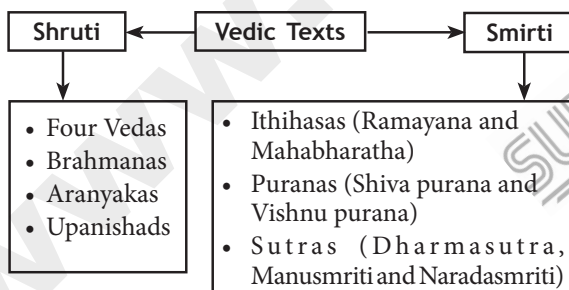 Shruti
Vedic Texts
Smirti
• Four Vedas
• Brahmanas
• Aranyakas
• Upanishads
• Ithihasas (Ramayana and
Mahabharatha)
• Puranas (Shiva purana and
Vishnu purana)
• Sutras (Dharmasutra,
Manusmriti and Naradasmriti)